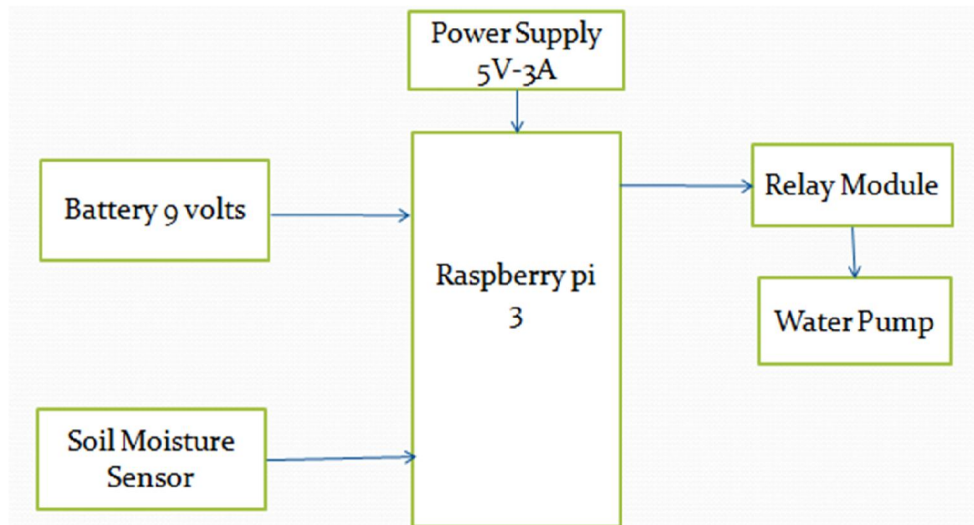 Power Supply
5V-3A
Battery 9 volts
Raspberry pi
3
Relay Module
Water Pump
Soil Moisture
Sensor